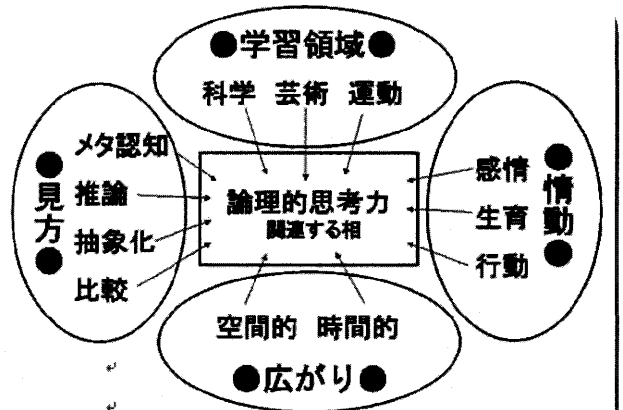 ●学習領域●
科学 芸術 運動
メタ認知
推論
抽象化
比較
●見方●
論理的思考力
関連する相
感情
生育
行動
●情動●
空間的 時間的
●広がり●